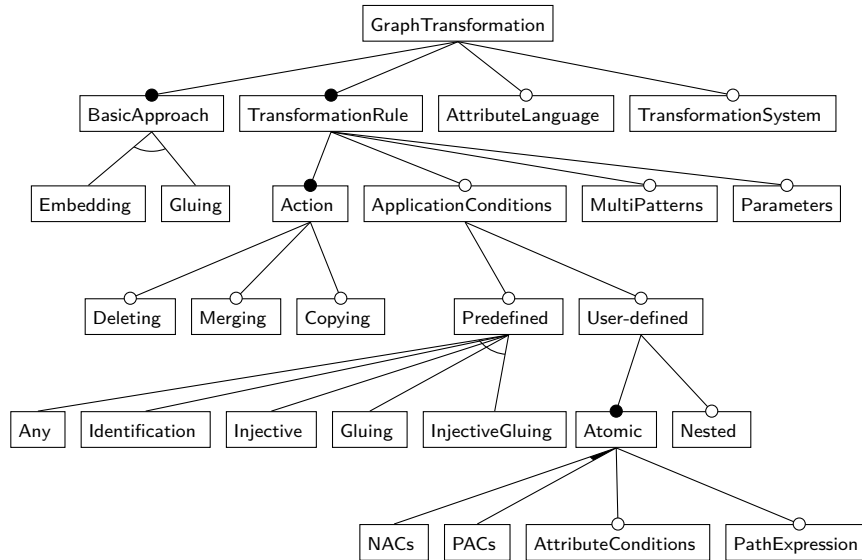 GraphTransformation
BasicApproach TransformationRule AttributeLanguage TransformationSystem
Embedding Gluing Action ApplicationConditions MultiPatterns Parameters
Deleting Merging Copying Predefined User-defined
Any Identification Injective Gluing InjectiveGluing Atomic Nested
NACs PACs AttributeConditions PathExpression